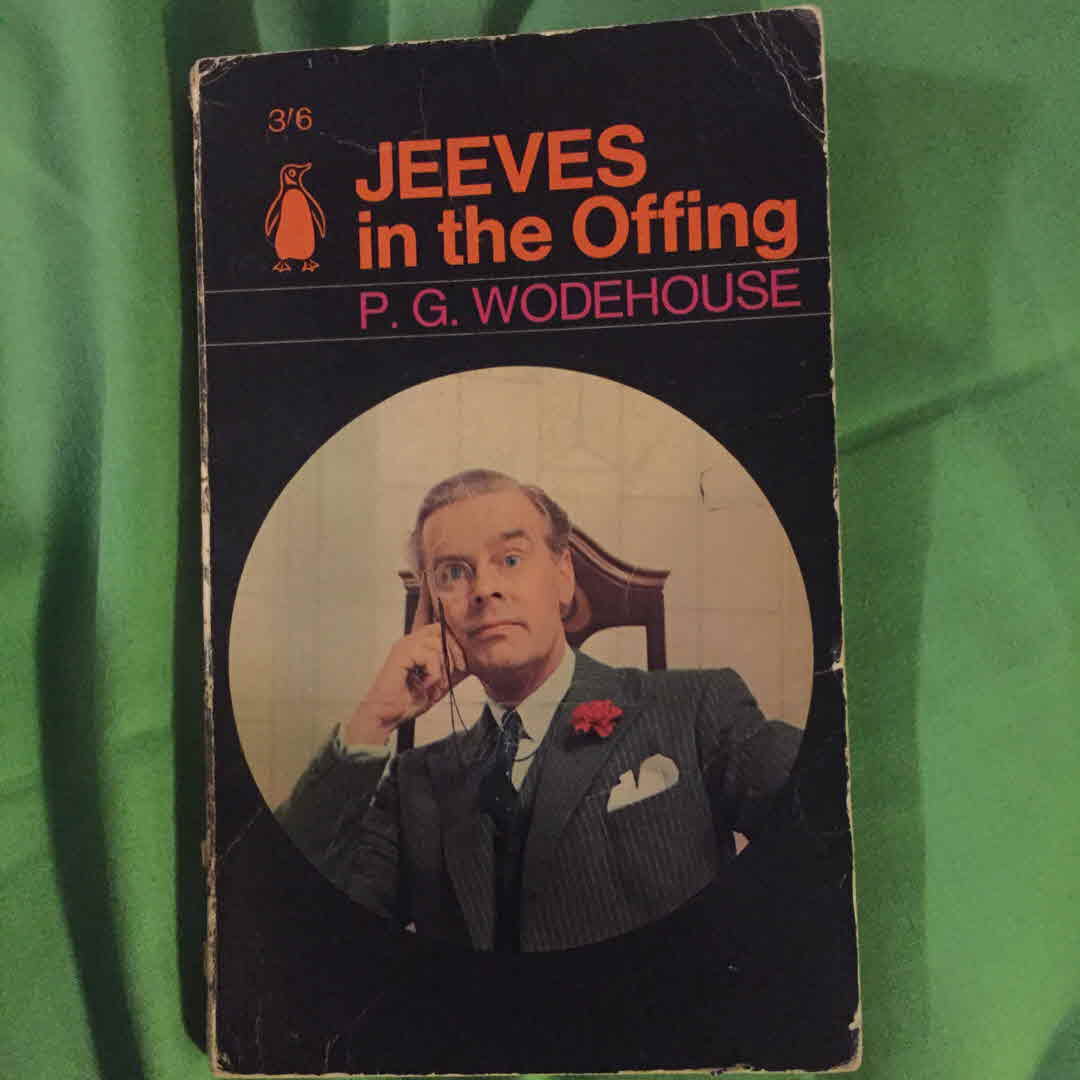 3/6
JEEVES
in the Offing
P. G. WODEHOUSE